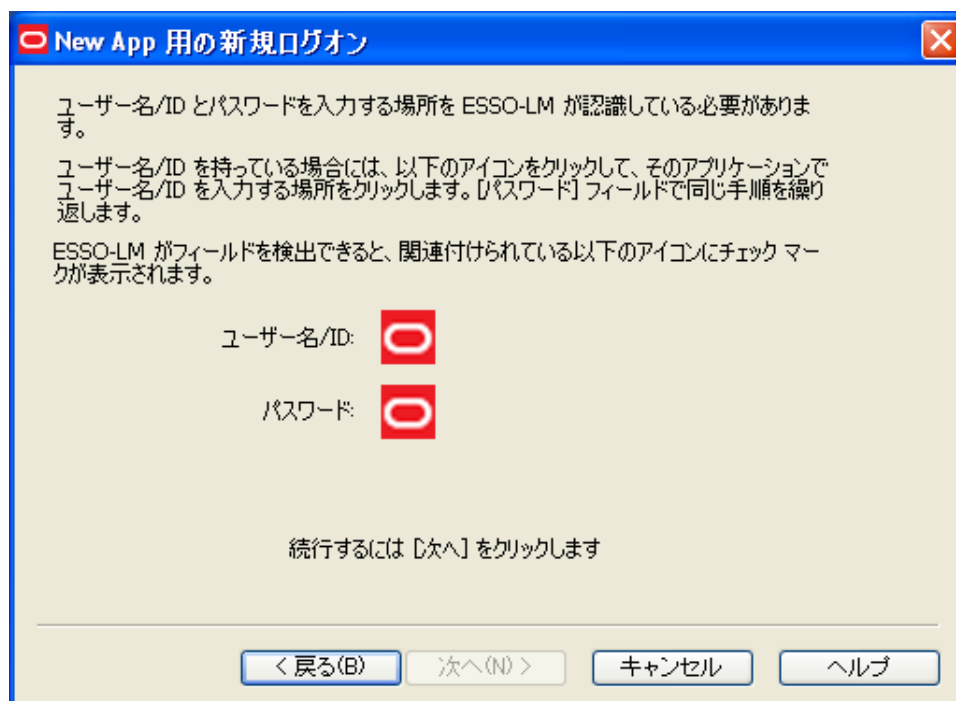 New App 用の新規ログオン
ユーザー名/ID とパスワードを入力する場所を ESSO-LM が認識している必要がありま
す。
ユーザー名/ID を持っている場合には、以下のアイコンをクリックして、そのアプリケーションで
ユーザー名/ID を入力する場所をクリックします。[パスワード] フィールドで同じ手順を繰り
返します。
ESSO-LM がフィールドを検出できると、関連付けられている以下のアイコンにチェック マー
クが表示されます。
ユーザー名/ID:
パスワード:
続行するには [次へ] をクリックします
< 戻る(B) 次へ(N) > キャンセル ヘルプ